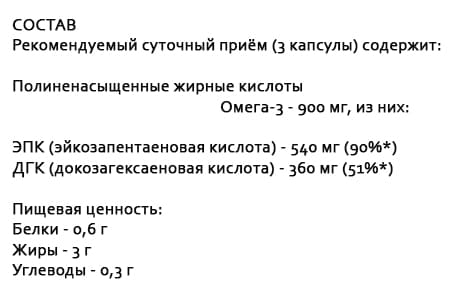 СОСТАВ
Рекомендуемый суточный приём (3 капсулы) содержит:
Полиненасыщенные жирные кислоты
Омега-3 - 900 мг, из них:
ЭПК (эйкозапентаеновая кислота) - 540 мг (90%*)
ДГК (докозагексаеновая кислота) - 360 мг (51%*)
Пищевая ценность:
Белки - 0,6 г
Жиры - 3 г
Углеводы - 0,3 г